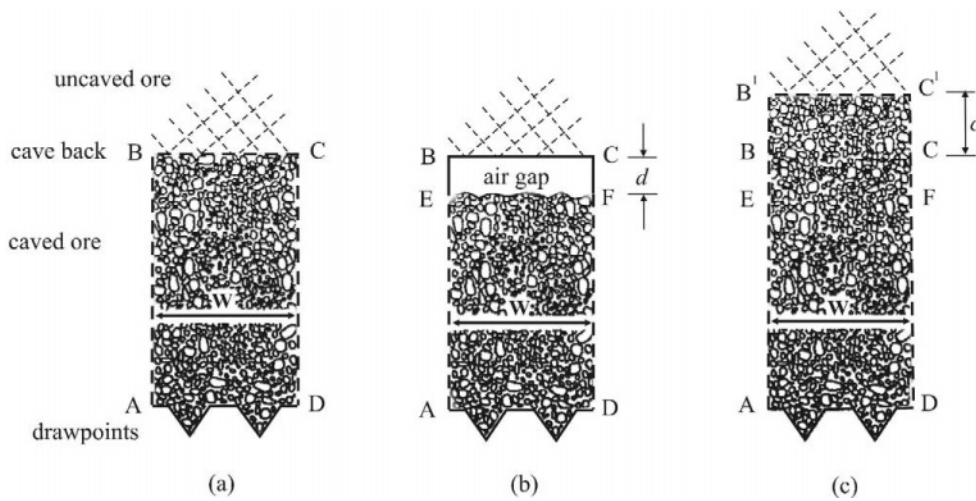 uncaved ore
cave back
B
C
caved ore
W
A
D
drawpoints
(a)
B
C
air gap
d
E
F
W
A
D
(b)
B¹
C¹
B
C
E
F
W
A
D
(c)